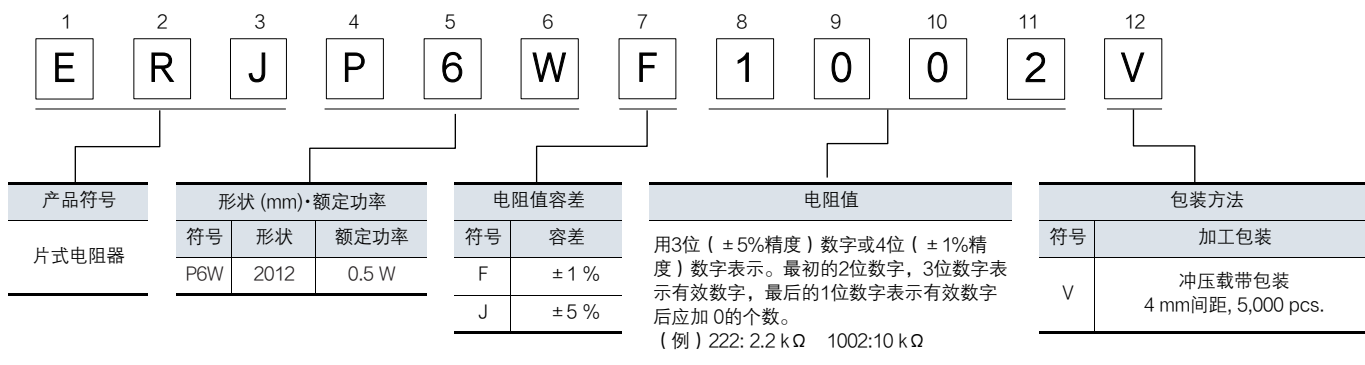 1 2 3 4 5 6 7 8 9 10 11 12
E R J P 6 W F 1 0 0 2 V
产品符号
片式电阻器
形状 (mm)·额定功率
符号 形状 额定功率
P6W 2012 0.5 W
电阻值容差
符号 容差
F ±1 %
J ±5 %
电阻值
用3位（ ±5%精度 ）数字或4位（ ±1%精
度 ）数字表示。最初的2位数字，3位数字表
示有效数字，最后的1位数字表示有效数字
后应加 0的个数。
（例）222: 2.2 k Ω 1002:10 k Ω
包装方法
符号 加工包装
V 冲压载带包装
4 mm间距, 5,000 pcs.